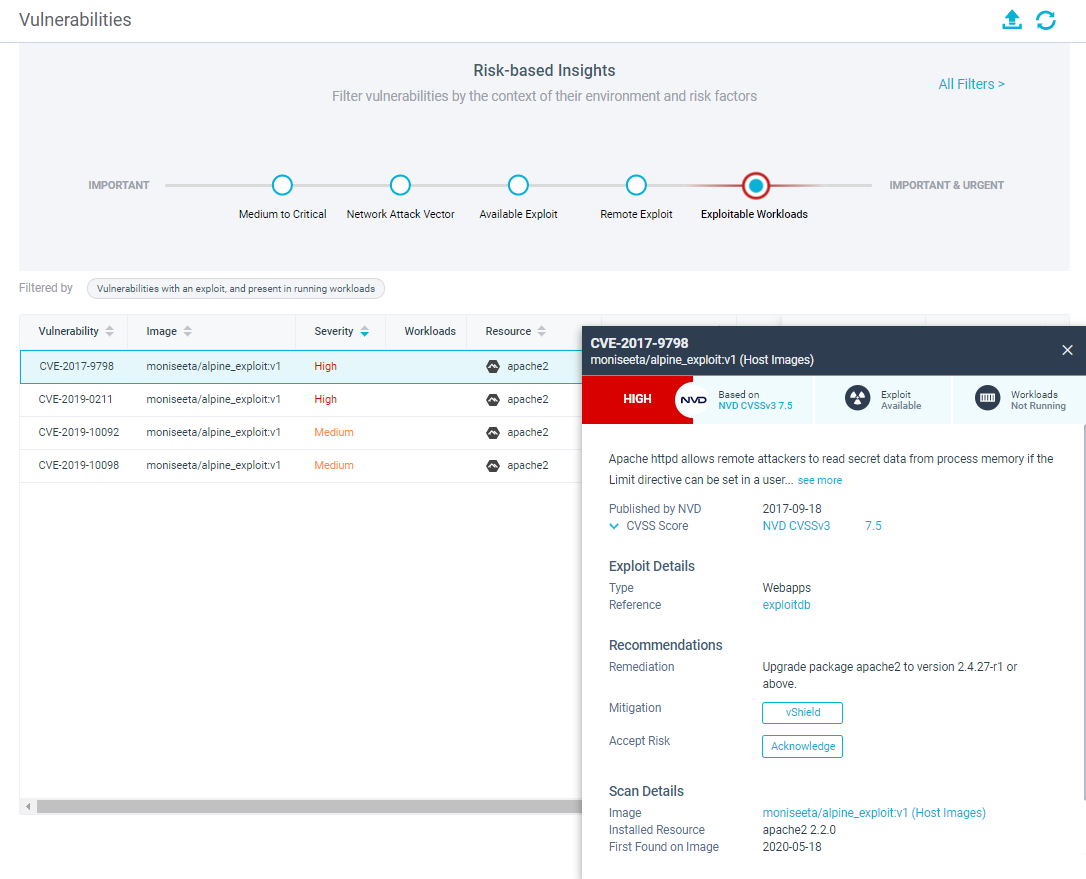 Vulnerabilities
Risk-based Insights
All Filters >
Filter vulnerabilities by the context of their environment and risk factors
IMPORTANT
IMPORTANT & URGENT
Medium to Critical
Network Attack Vector
Available Exploit
Remote Exploit
Exploitable Workloads
Filtered by
Vulnerabilities with an exploit, and present in running workloads
Vulnerability Image Severity Workloads Resource
CVE-2017-9798 moniseeta/alpine_exploit:v1 High apache2
CVE-2019-0211 moniseeta/alpine_exploit:v1 High apache2
CVE-2019-10092 moniseeta/alpine_exploit:v1 Medium apache2
CVE-2019-10098 moniseeta/alpine_exploit:v1 Medium apache2
CVE-2017-9798
moniseeta/alpine_exploit:v1 (Host Images)
HIGH
NVD
Based on
NVD CVSSv3 7.5
Exploit
Available
Workloads
Not Running
Apache httpd allows remote attackers to read secret data from process memory if the
Limit directive can be set in a user... see more
Published by NVD 2017-09-18
CVSS Score NVD CVSSv3 7.5
Exploit Details
Type Webapps
Reference exploitdb
Recommendations
Remediation Upgrade package apache2 to version 2.4.27-r1 or
above.
Mitigation vShield
Accept Risk Acknowledge
Scan Details
Image moniseeta/alpine_exploit:v1 (Host Images)
Installed Resource apache2 2.2.0
First Found on Image 2020-05-18